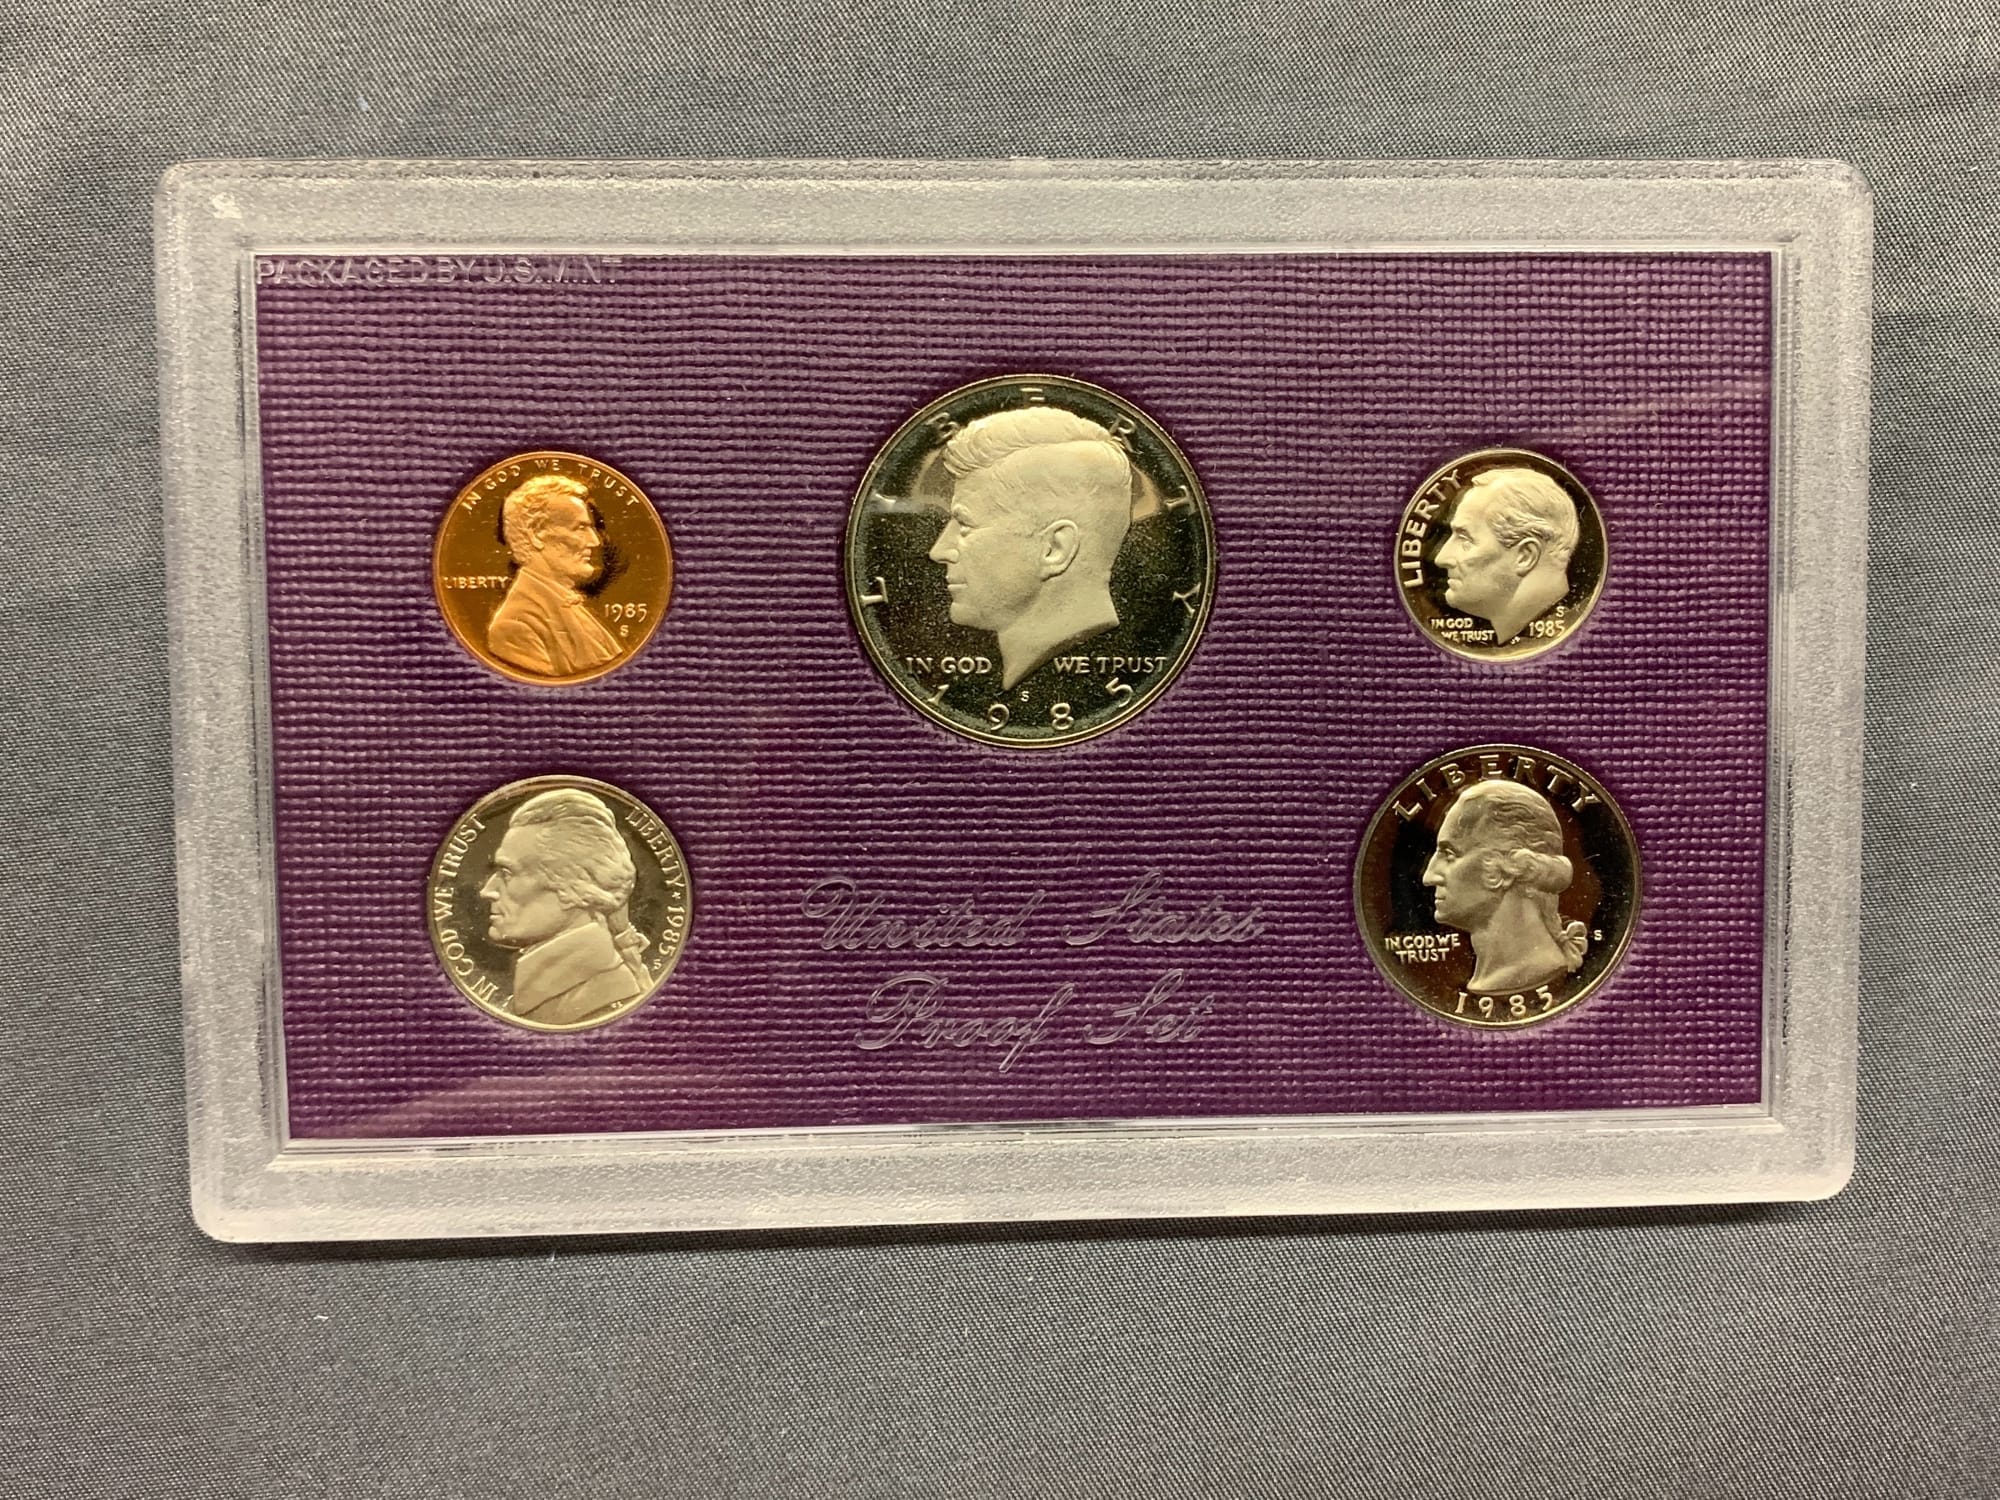 PACKAGED BY U.S. MINT
IN GOD WE TRUST
LIBERTY
1985
S
LIBERTY
IN GOD WE TRUST
S
1985
LIBERTY
S
IN GOD
WE TRUST
1985
IN GOD WE TRUST
LIBERTY ★ 1985
S
United States
Proof Set
LIBERTY
IN GOD WE
TRUST
S
1985